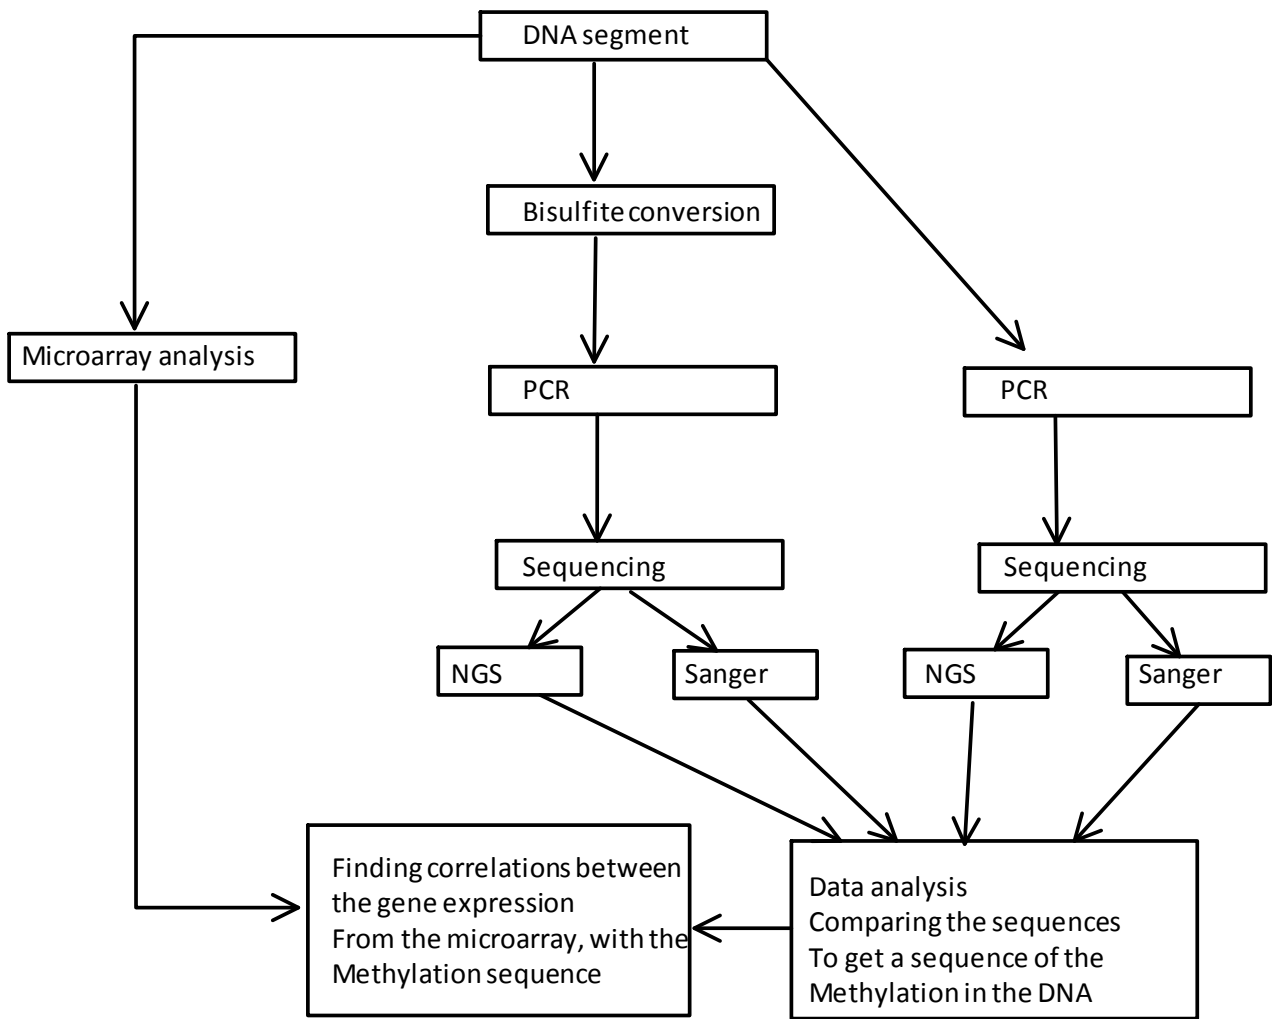 DNA segment
Bisulfite conversion
Microarray analysis
PCR
PCR
Sequencing
Sequencing
NGS
Sanger
NGS
Sanger
Finding correlations between
the gene expression
From the microarray, with the
Methylation sequence
Data analysis
Comparing the sequences
To get a sequence of the
Methylation in the DNA